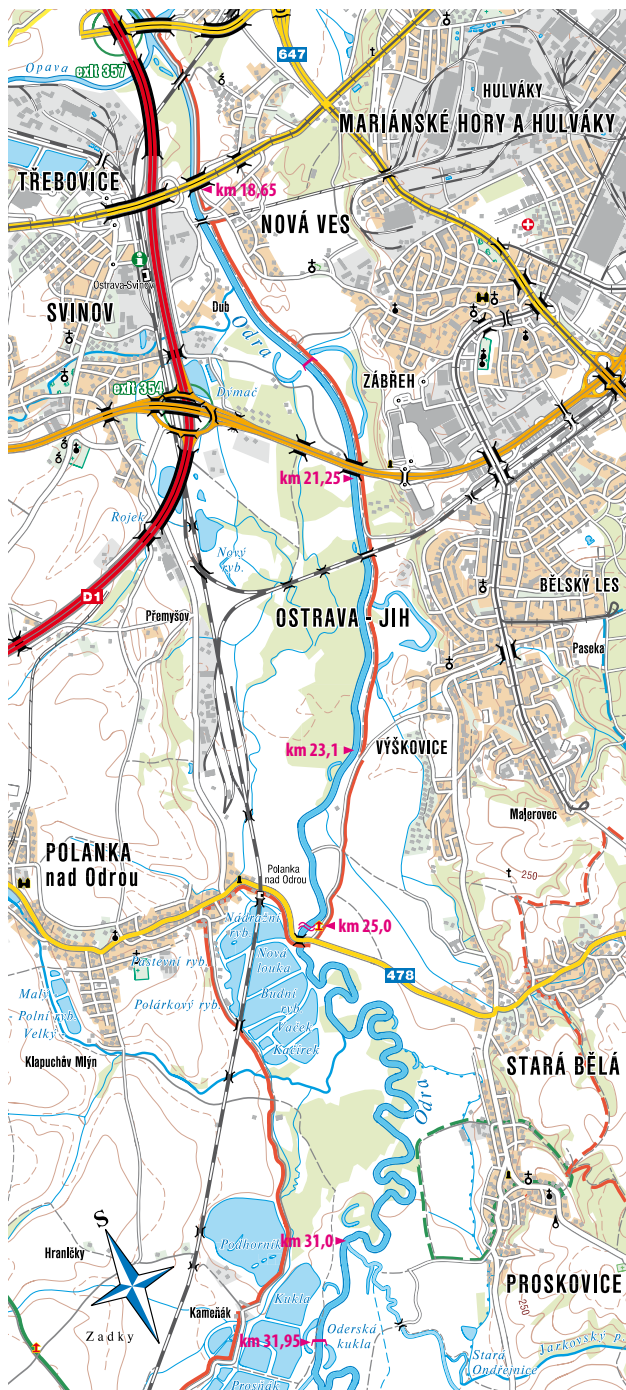 exit 357
647
Opava
HULVÁKY
MARIÁNSKÉ HORY A HULVÁKY
TŘEBOVICE
km 18,65
NOVÁ VES
Ostrava-Svinov
SVINOV
Dub
Odra
ZÁBŘEH
exit 354
Dýmač
km 21,25
Rojek
Nový
ryb.
D1
BĚLSKÝ LES
Přemyšov
OSTRAVA - JIH
Paseka
km 23,1
VÝŠKOVICE
Majerovec
POLANKA
nad Odrou
Polanka
nad Odrou
250
Nádražní
ryb.
km 25,0
Nová
louka
Pastevní ryb.
478
Malý
Polní ryb.
Velký
Polárkový ryb.
Budní
ryb.
Vaček
Kačírek
Klapuchův Mlýn
STARÁ BĚLÁ
Odra
S
Podhorník
km 31,0
Hraničky
PROSKOVICE
Kukla
250
Kameňák
Zadky
km 31,95
Oderská
kukla
Jarkovský p.
Stará
Ondřejnice
Prosňák